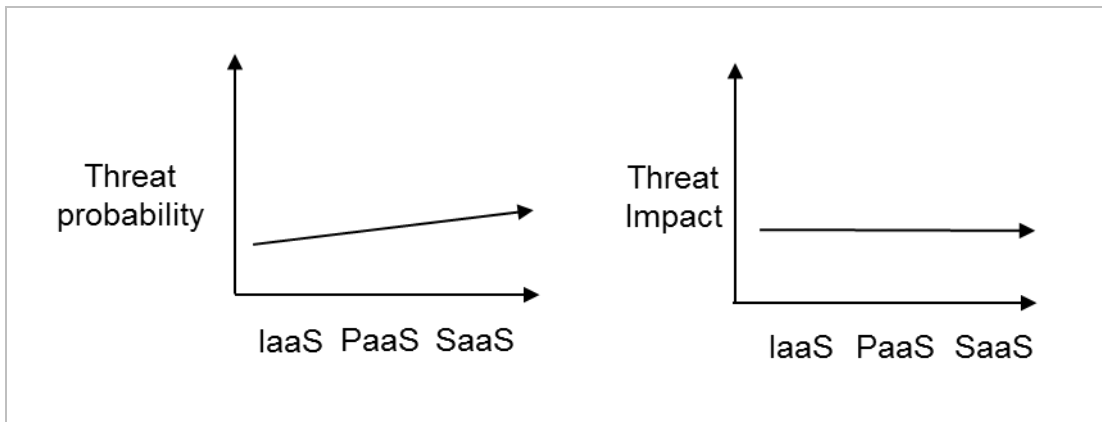 Threat
probability
IaaS PaaS SaaS
Threat
Impact
IaaS PaaS SaaS